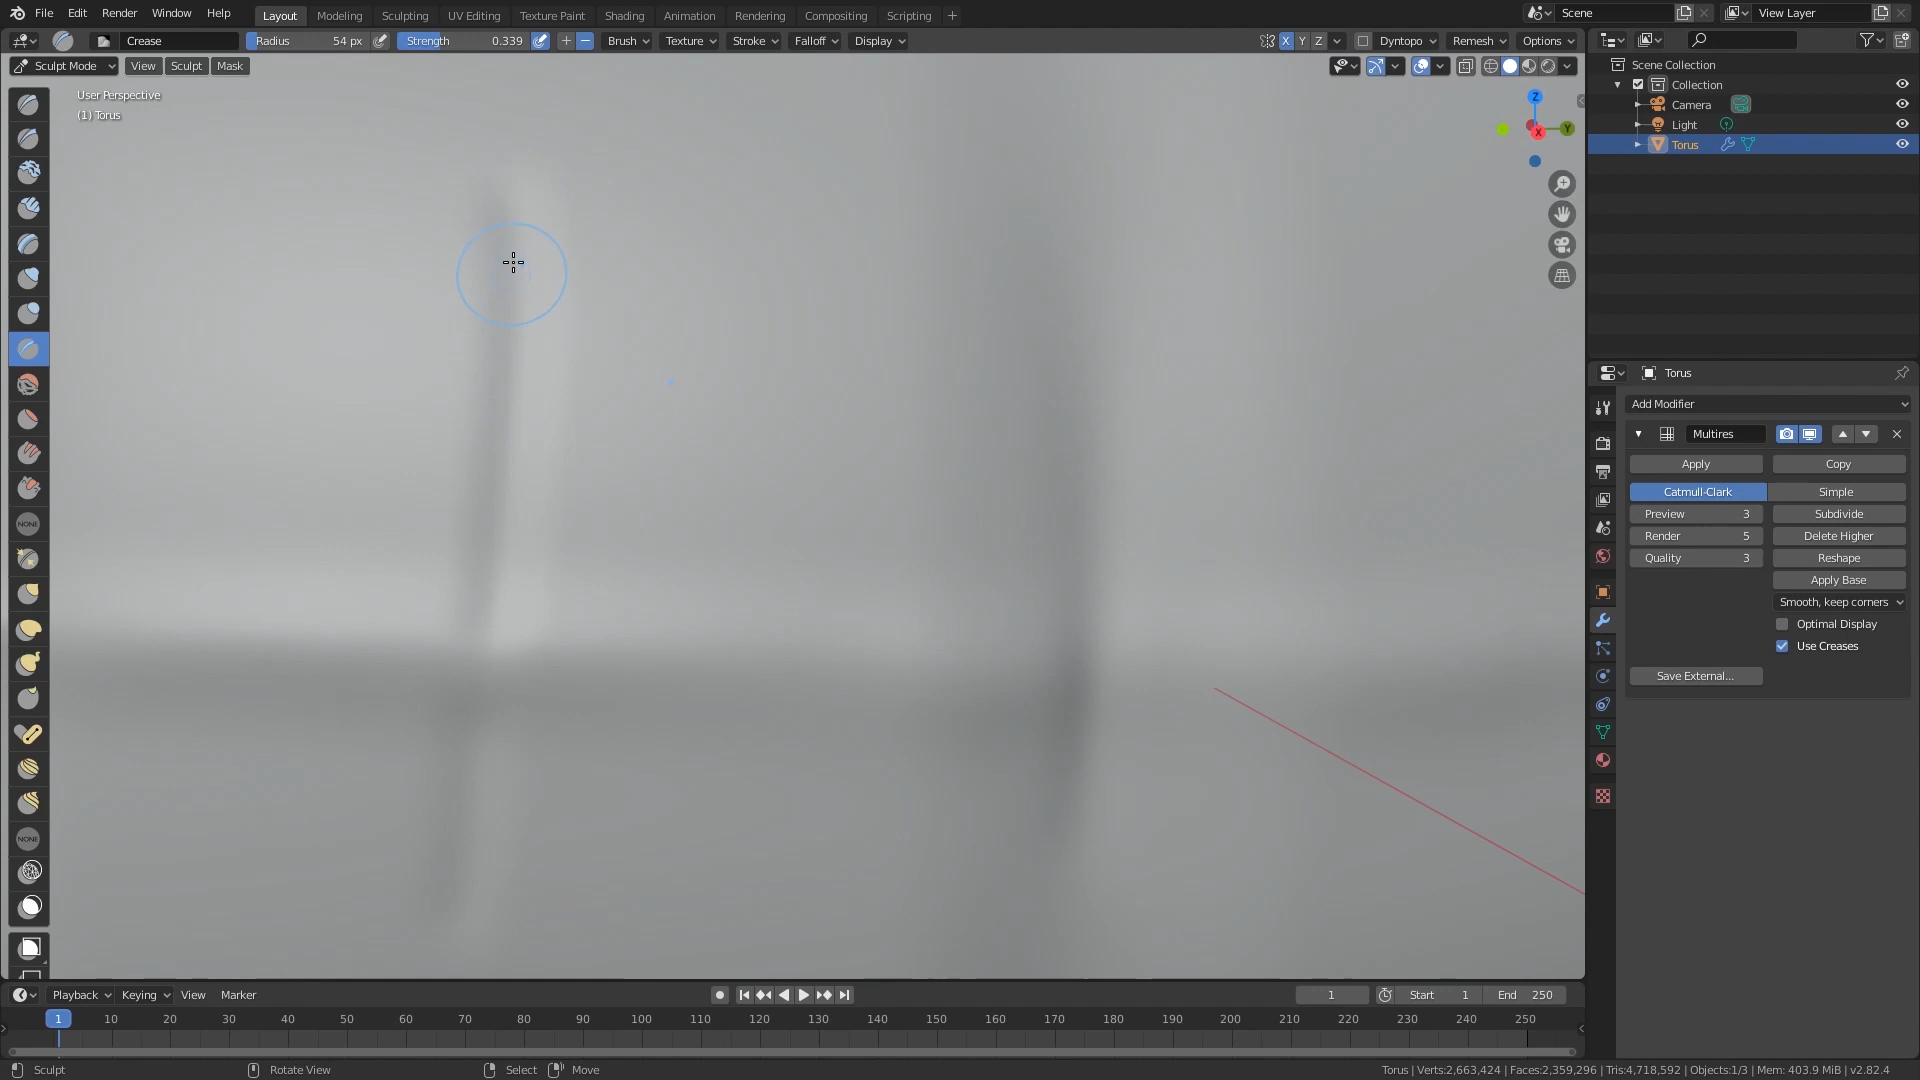 File Edit Render Window Help Layout Modeling Sculpting UV Editing Texture Paint Shading Animation Rendering Compositing Scripting Scene View Layer
Crease Radius 54 px Strength 0.339 Brush Texture Stroke Falloff Display X Y Z Dyntopo Remesh Options
Sculpt Mode View Sculpt Mask
User Perspective
(1) Torus
Z
X
Y
Scene Collection
Collection
Camera
Light
Torus
Torus
Add Modifier
Multires
Apply Copy
Catmull-Clark Simple
Preview 3 Subdivide
Render 5 Delete Higher
Quality 3 Reshape
Apply Base
Smooth, keep corners
Optimal Display
Use Creases
Save External...
NONE
NONE
Playback Keying View Marker 1 Start 1 End 250
1 10 20 30 40 50 60 70 80 90 100 110 120 130 140 150 160 170 180 190 200 210 220 230 240 250
Sculpt Rotate View Select Move Torus | Verts:2,663,424 | Faces:2,359,296 | Tris:4,718,592 | Objects:1/3 | Mem: 403.9 MiB | v2.82.4